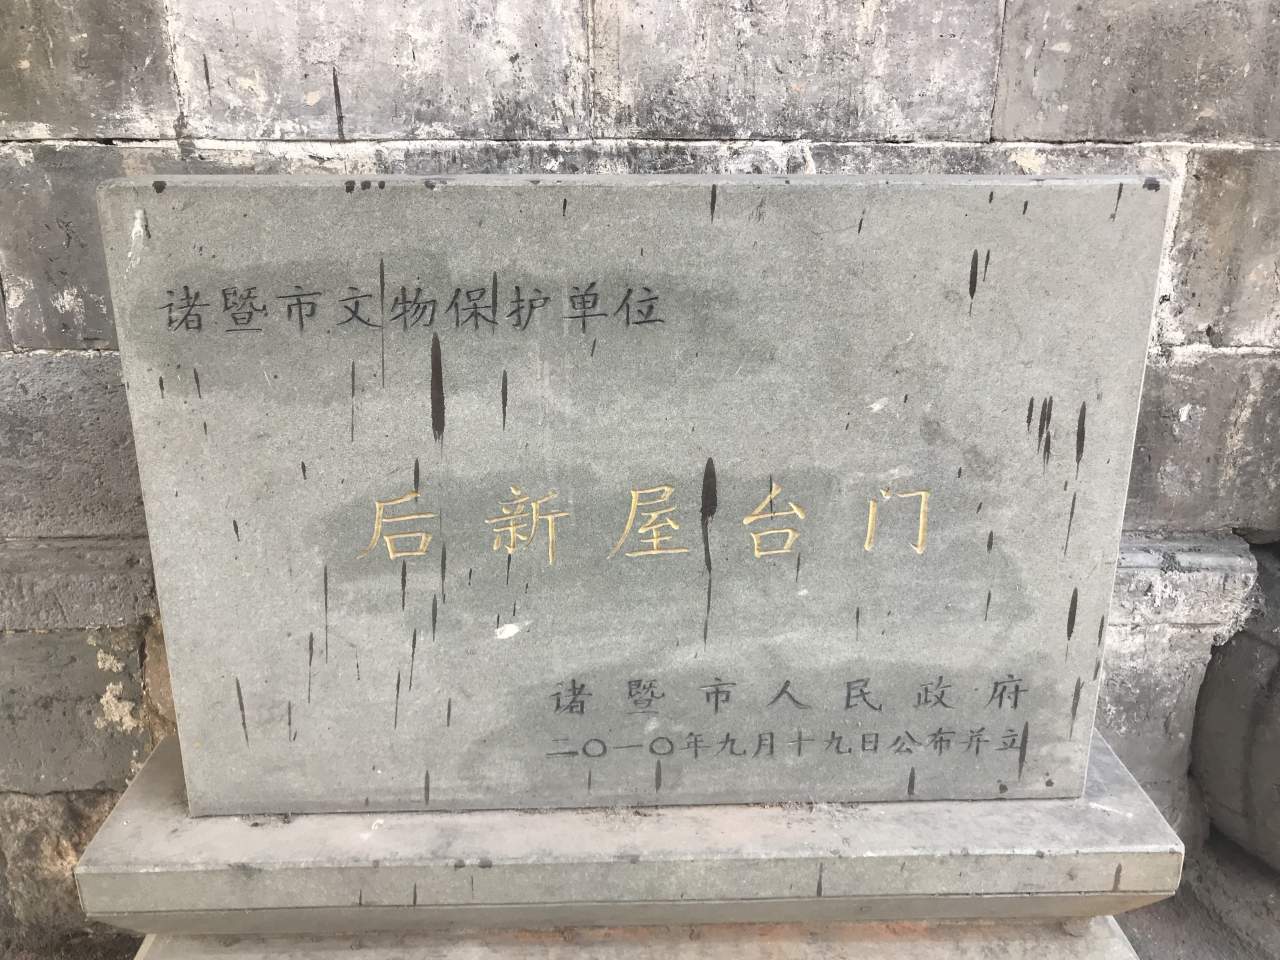 诸暨市文物保护单位
后新屋台门
诸暨市人民政府
二〇一〇年九月十九日公布并立